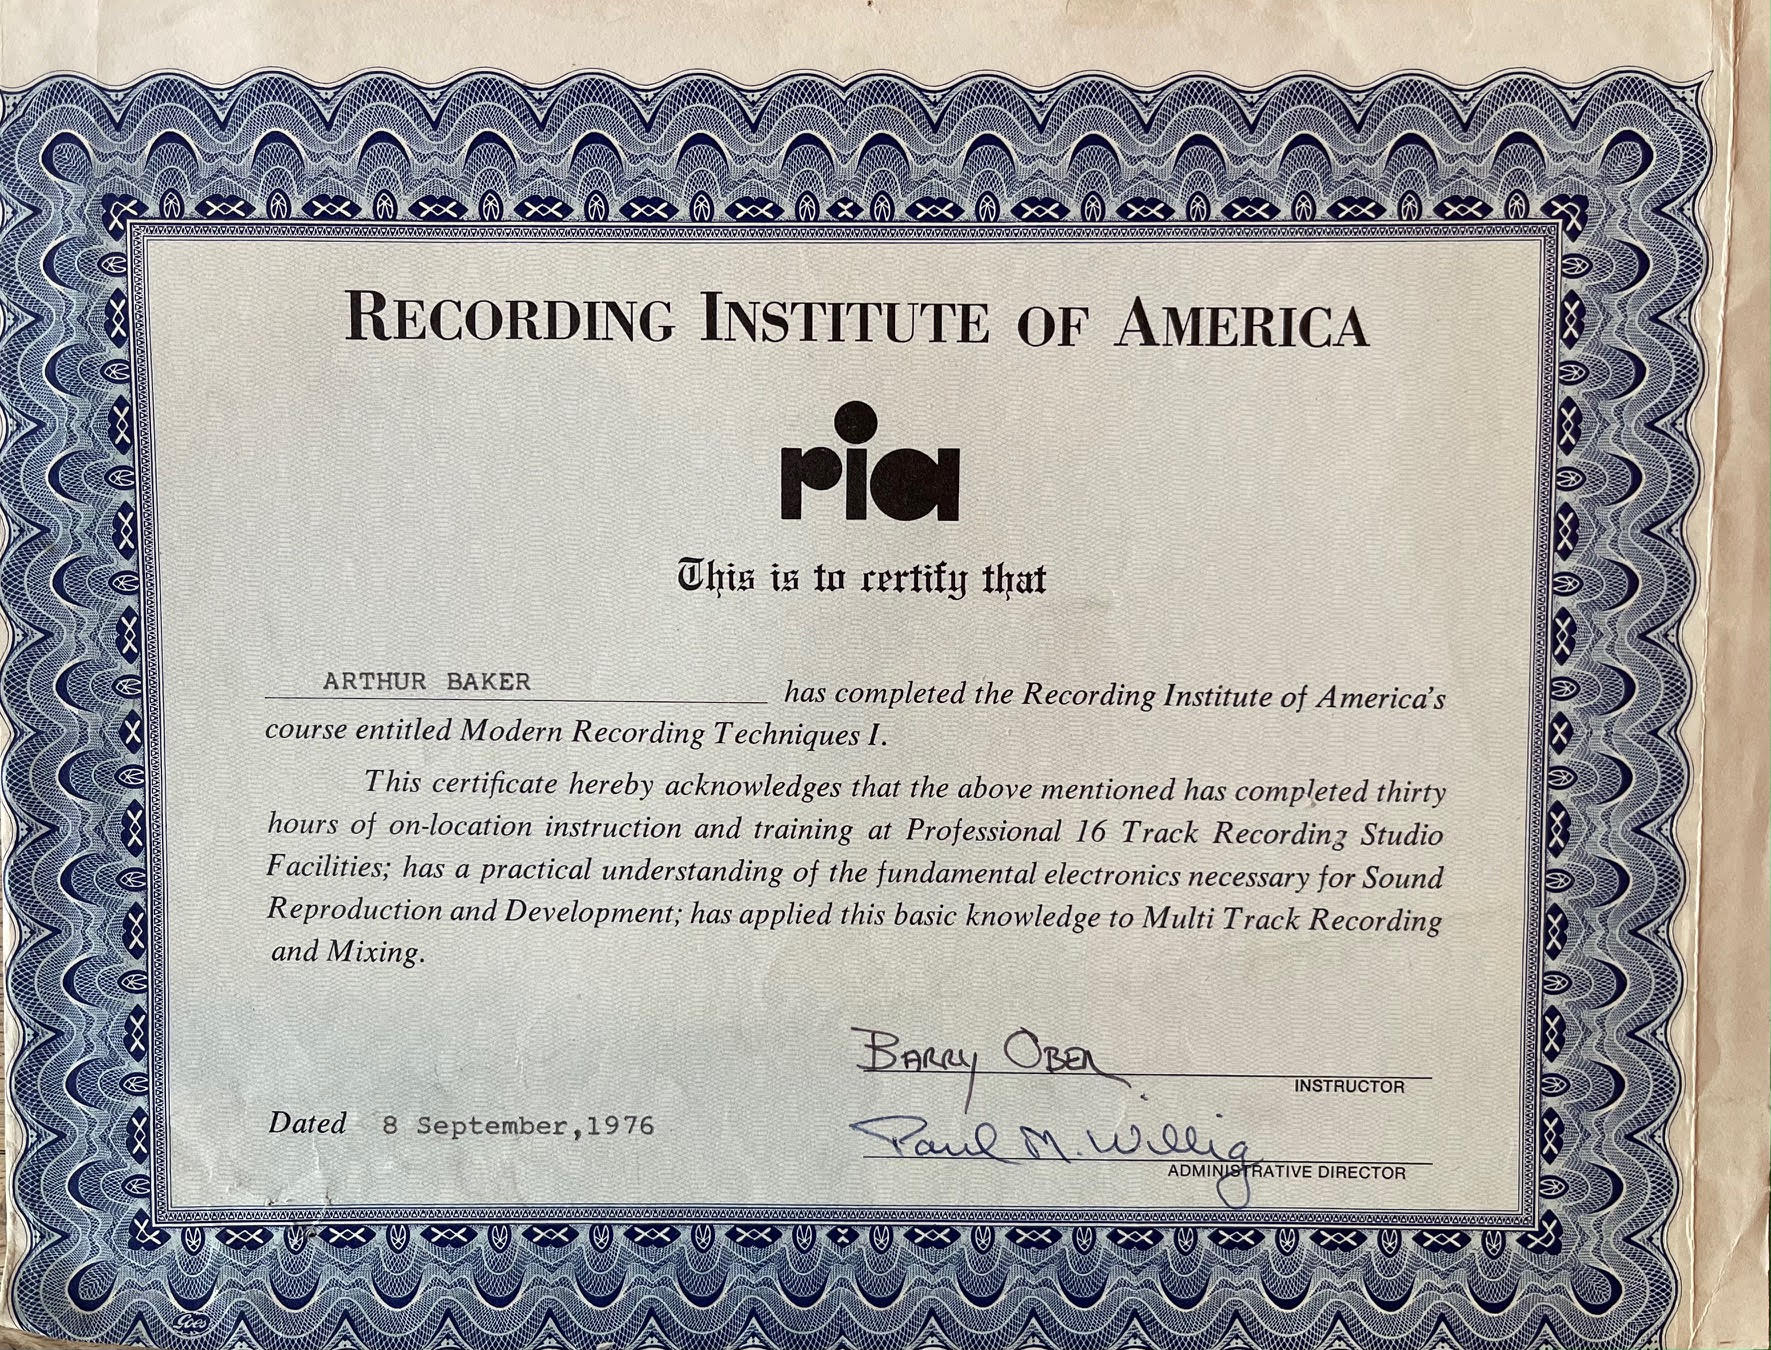 RECORDING INSTITUTE OF AMERICA
ria
This is to certify that
ARTHUR BAKER has completed the Recording Institute of America's
course entitled Modern Recording Techniques I.
This certificate hereby acknowledges that the above mentioned has completed thirty
hours of on-location instruction and training at Professional 16 Track Recording Studio
Facilities; has a practical understanding of the fundamental electronics necessary for Sound
Reproduction and Development; has applied this basic knowledge to Multi Track Recording
and Mixing.
BARRY OBER
INSTRUCTOR
Dated 8 September,1976
Paul M. Willig
ADMINISTRATIVE DIRECTOR
Goes